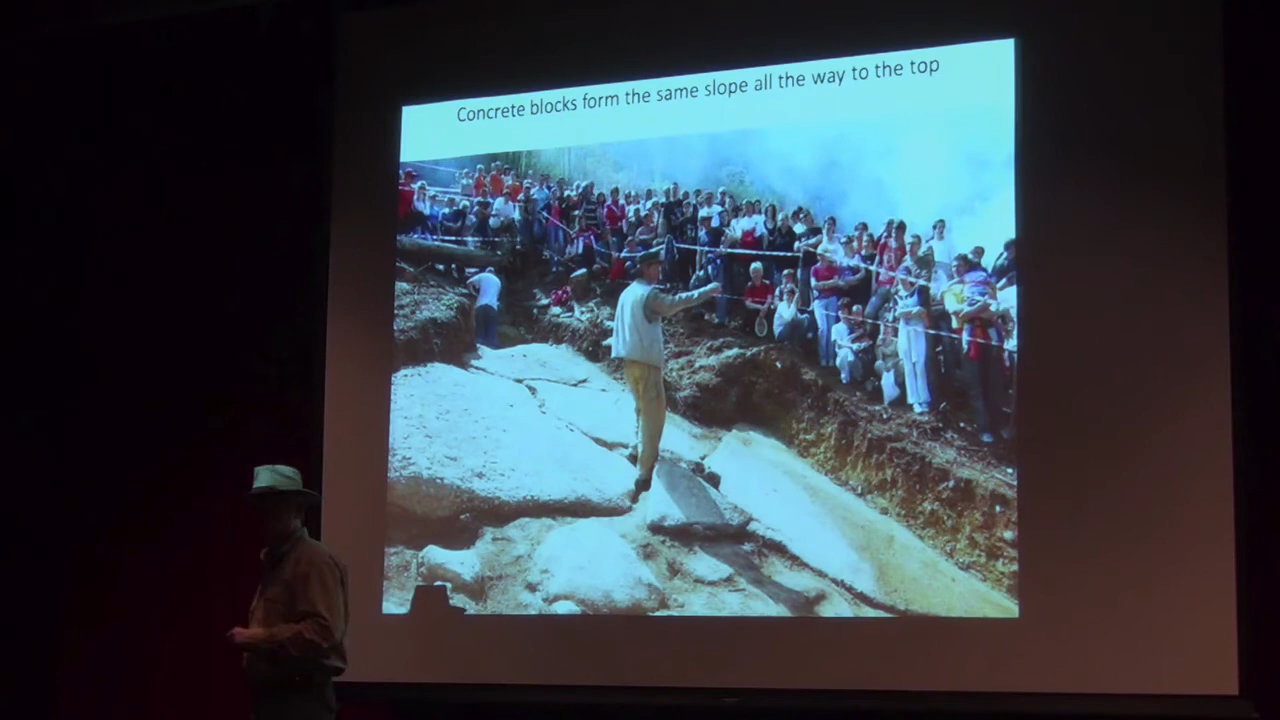 Concrete blocks form the same slope all the way to the top